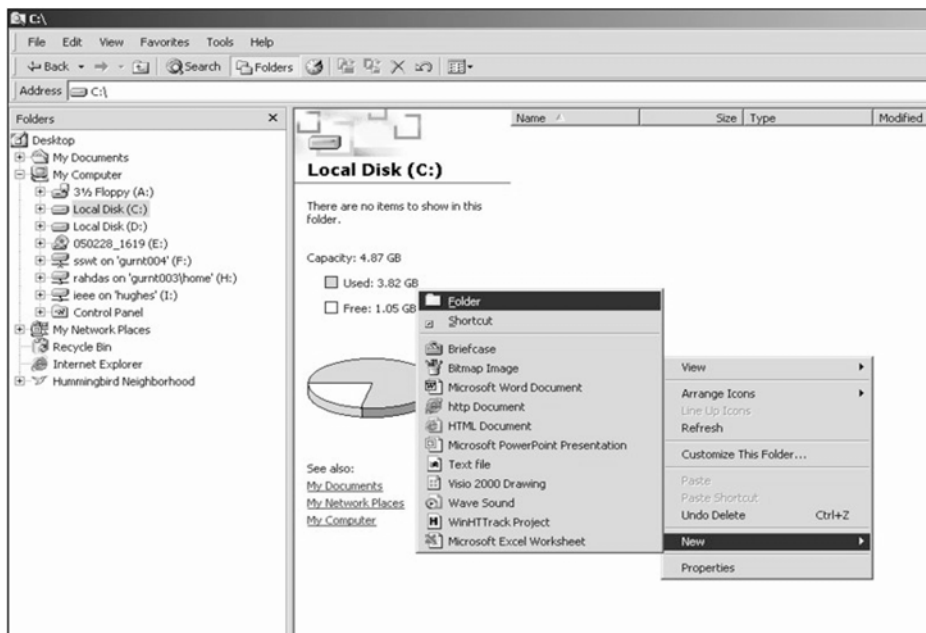 C:\
File Edit View Favorites Tools Help
Back Search Folders
Address C:\
Folders
Desktop
My Documents
My Computer
3½ Floppy (A:)
Local Disk (C:)
Local Disk (D:)
050228_1619 (E:)
sswt on 'gurnt004' (F:)
rahdas on 'gurnt003\home' (H:)
ieee on 'hughes' (I:)
Control Panel
My Network Places
Recycle Bin
Internet Explorer
Hummingbird Neighborhood
Name Size Type Modified
Local Disk (C:)
There are no items to show in this
folder.
Capacity: 4.87 GB
Used: 3.82 GB
Free: 1.05 GB
See also:
My Documents
My Network Places
My Computer
Folder
Shortcut
Briefcase
Bitmap Image
Microsoft Word Document
http Document
HTML Document
Microsoft PowerPoint Presentation
Text file
Visio 2000 Drawing
Wave Sound
WinHTTrack Project
Microsoft Excel Worksheet
View
Arrange Icons
Line Up Icons
Refresh
Customize This Folder...
Paste
Paste Shortcut
Undo Delete Ctrl+Z
New
Properties